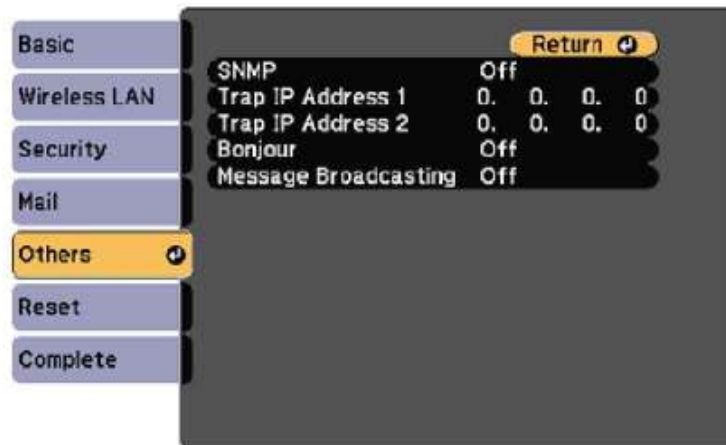 Basic
Wireless LAN
Security
Mail
Others
Reset
Complete
Return
SNMP Off
Trap IP Address 1 0. 0. 0. 0
Trap IP Address 2 0. 0. 0. 0
Bonjour Off
Message Broadcasting Off